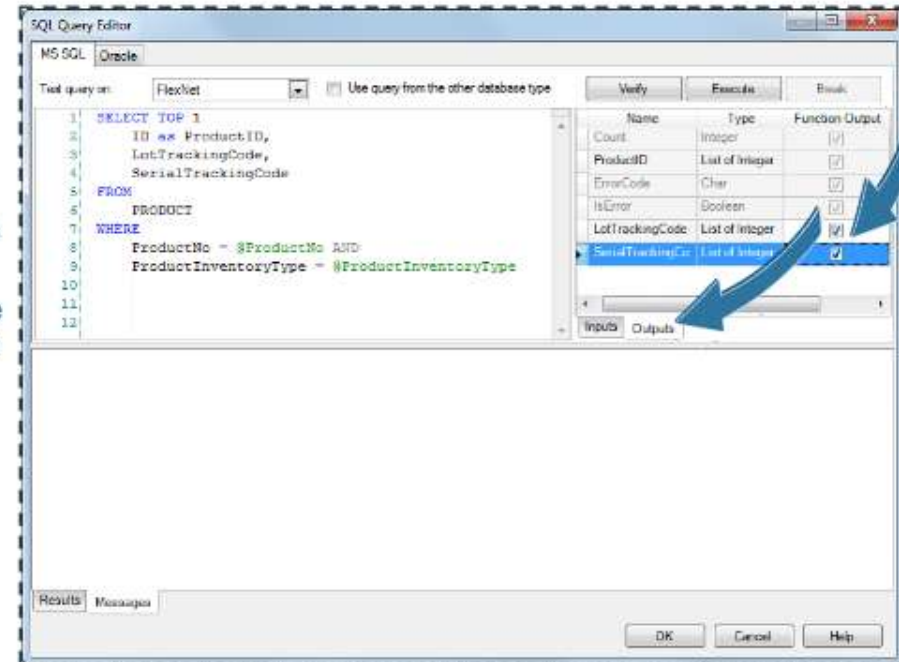 SQL Query Editor
MS SQL Oracle
Test query on: FlexNet Use query from the other database type Verify Execute Break
1 SELECT TOP 1
2 ID as ProductID,
3 LotTrackingCode,
4 SerialTrackingCode
5 FROM
6 PRODUCT
7 WHERE
8 ProductNo = @ProductNo AND
9 ProductInventoryType = @ProductInventoryType
10
11
12
Name Type Function Output
Count Integer
ProductID List of Integer
ErrorCode Char
IsError Boolean
LotTrackingCode List of Integer
SerialTrackingCo List of Integer
Inputs Outputs
Results Messages
OK Cancel Help